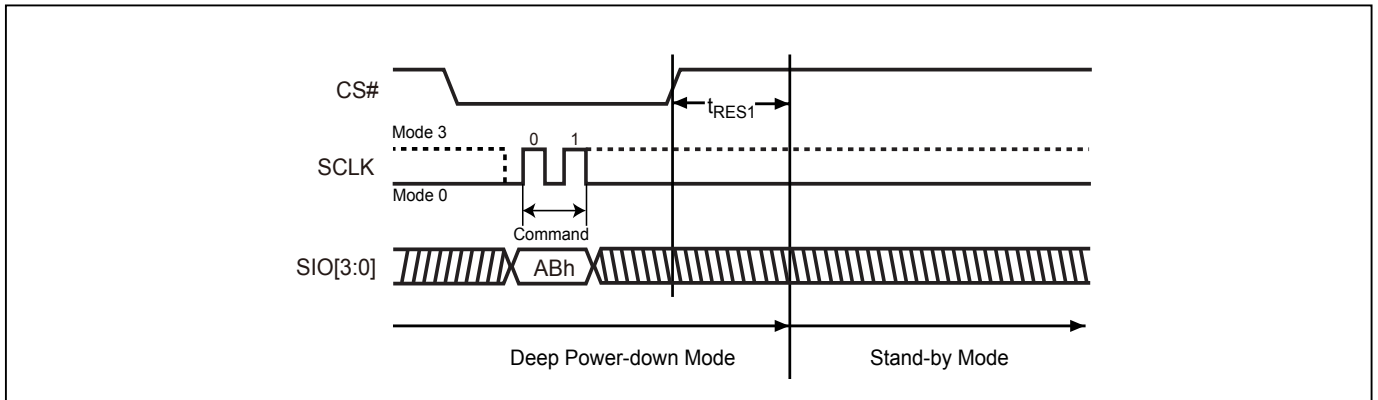 CS#
tRES1
Mode 3
0 1
SCLK
Mode 0
Command
SIO[3:0]
ABh
Deep Power-down Mode
Stand-by Mode